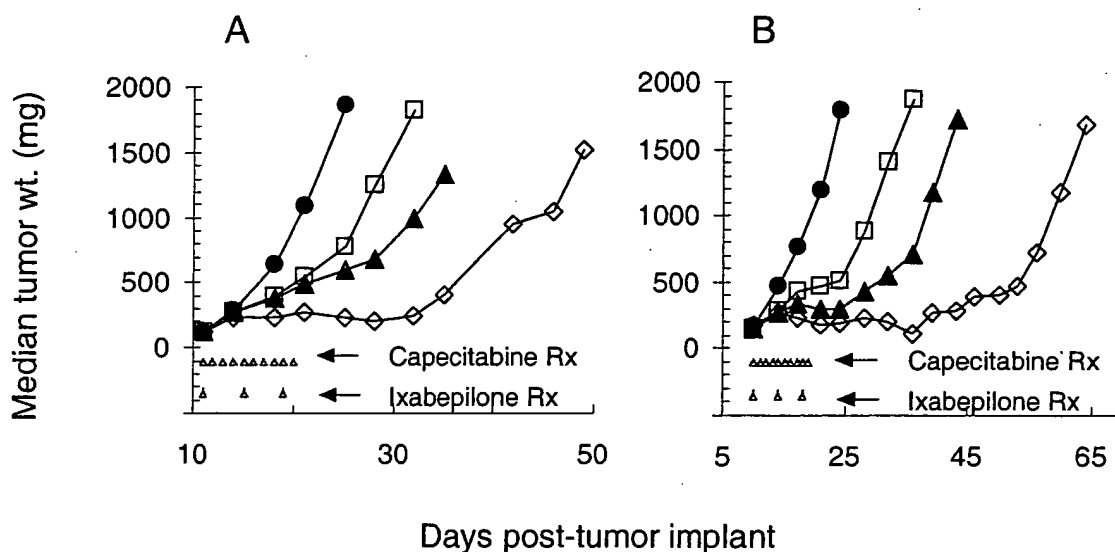 A
B
Median tumor wt. (mg)
2000
1500
1000
500
0
Capecitabine Rx
Ixabepilone Rx
10 30 50
2000
1500
1000
500
0
Capecitabine Rx
Ixabepilone Rx
5 25 45 65
Days post-tumor implant